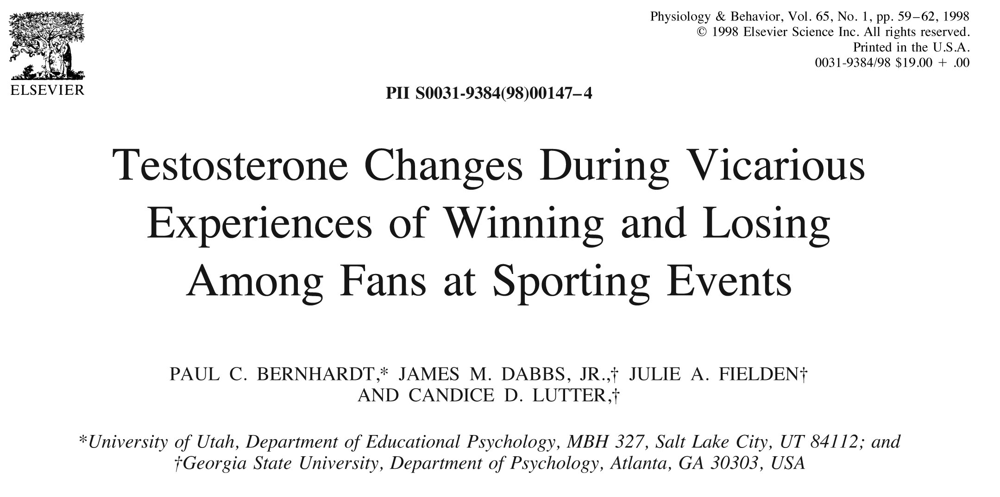 Physiology & Behavior, Vol. 65, No. 1, pp. 59–62, 1998
© 1998 Elsevier Science Inc. All rights reserved.
Printed in the U.S.A.
0031-9384/98 $19.00 + .00
ELSEVIER
PII S0031-9384(98)00147–4
Testosterone Changes During Vicarious
Experiences of Winning and Losing
Among Fans at Sporting Events
PAUL C. BERNHARDT,* JAMES M. DABBS, JR.,† JULIE A. FIELDEN†
AND CANDICE D. LUTTER,†
*University of Utah, Department of Educational Psychology, MBH 327, Salt Lake City, UT 84112; and
†Georgia State University, Department of Psychology, Atlanta, GA 30303, USA